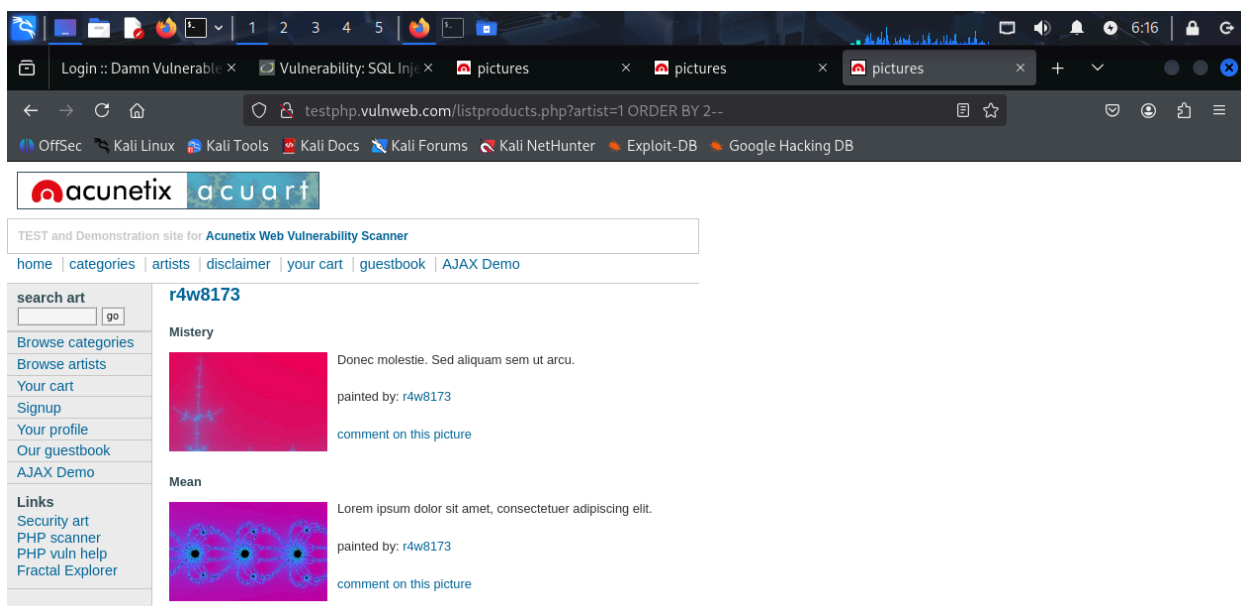 1 2 3 4 5 6:16
Login :: Damn Vulnerable Vulnerability: SQL Inje pictures pictures pictures
testphp.vulnweb.com/listproducts.php?artist=1 ORDER BY 2--
OffSec Kali Linux Kali Tools Kali Docs Kali Forums Kali NetHunter Exploit-DB Google Hacking DB
acunetix acuart
TEST and Demonstration site for Acunetix Web Vulnerability Scanner
home | categories | artists | disclaimer | your cart | guestbook | AJAX Demo
search art
go
Browse categories
Browse artists
Your cart
Signup
Your profile
Our guestbook
AJAX Demo
Links
Security art
PHP scanner
PHP vuln help
Fractal Explorer
r4w8173
Mistery
Donec molestie. Sed aliquam sem ut arcu.
painted by: r4w8173
comment on this picture
Mean
Lorem ipsum dolor sit amet, consectetuer adipiscing elit.
painted by: r4w8173
comment on this picture